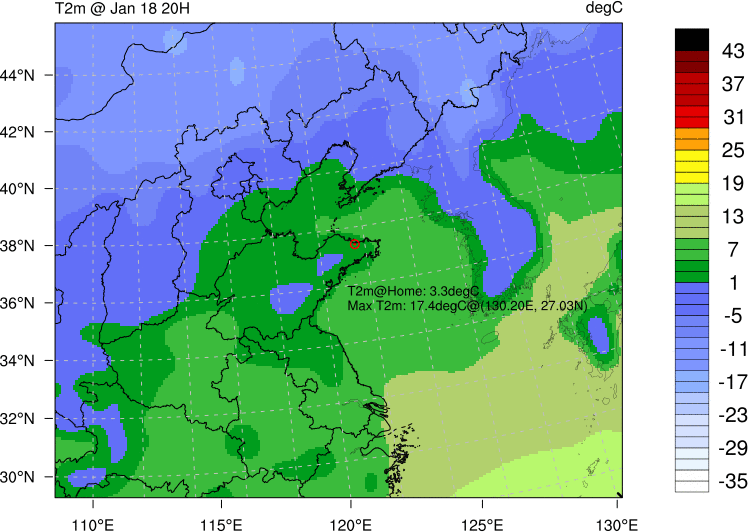 T2m @ Jan 18 20H
degC
44°N
42°N
40°N
38°N
36°N
34°N
32°N
30°N
T2m@Home: 3.3degC
Max T2m: 17.4degC@(130.20E, 27.03N)
110°E
115°E
120°E
125°E
130°E
43
37
31
25
19
13
7
1
-5
-11
-17
-23
-29
-35